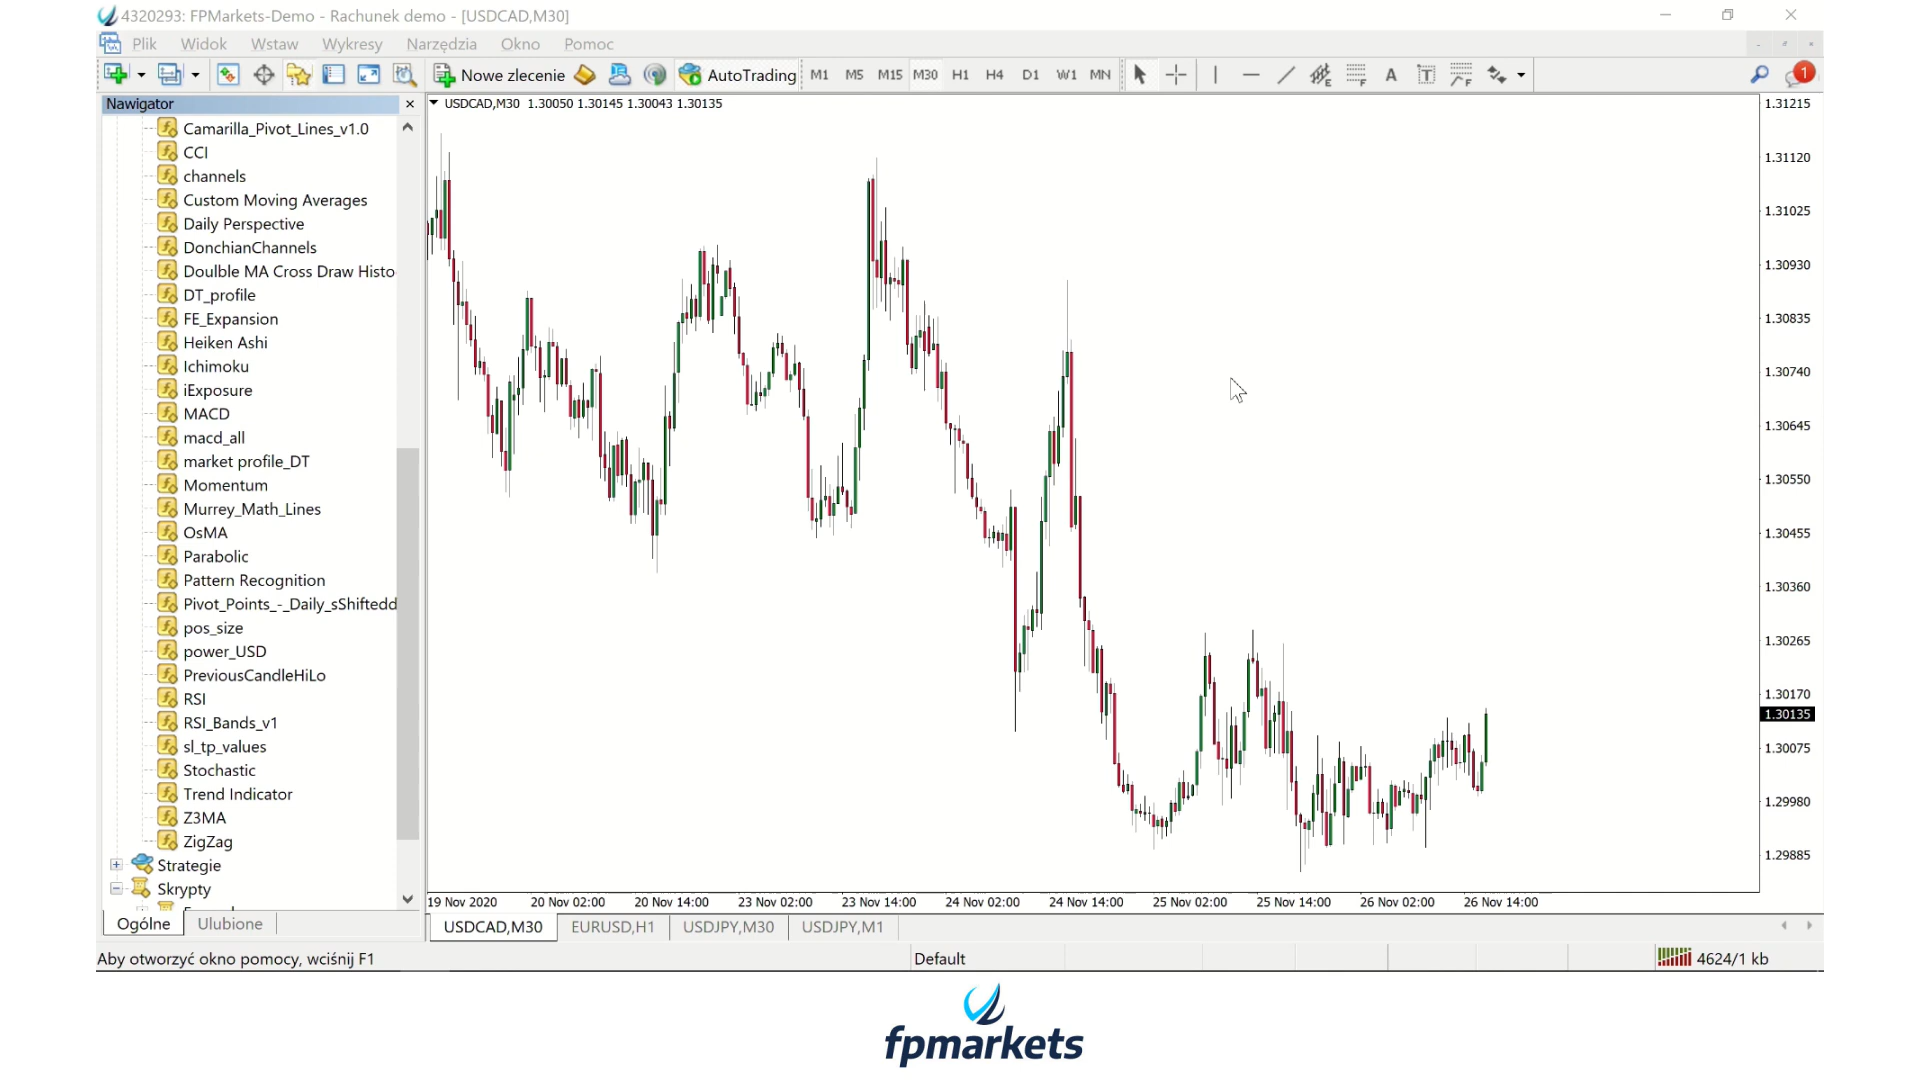 4320293: FPMarkets-Demo - Rachunek demo - [USDCAD,M30]
Plik Widok Wstaw Wykresy Narzędzia Okno Pomoc
Nowe zlecenie AutoTrading M1 M5 M15 M30 H1 H4 D1 W1 MN E F A T F 1
Nawigator
USDCAD,M30 1.30050 1.30145 1.30043 1.30135
Camarilla_Pivot_Lines_v1.0
CCI
channels
Custom Moving Averages
Daily Perspective
DonchianChannels
Doulble MA Cross Draw Histo
DT_profile
FE_Expansion
Heiken Ashi
Ichimoku
iExposure
MACD
macd_all
market profile_DT
Momentum
Murrey_Math_Lines
OsMA
Parabolic
Pattern Recognition
Pivot_Points_-_Daily_sShiftedd
pos_size
power_USD
PreviousCandleHiLo
RSI
RSI_Bands_v1
sl_tp_values
Stochastic
Trend Indicator
Z3MA
ZigZag
Strategie
Skrypty
Ogólne Ulubione
1.31215
1.31120
1.31025
1.30930
1.30835
1.30740
1.30645
1.30550
1.30455
1.30360
1.30265
1.30170
1.30135
1.30075
1.29980
1.29885
19 Nov 2020 20 Nov 02:00 20 Nov 14:00 23 Nov 02:00 23 Nov 14:00 24 Nov 02:00 24 Nov 14:00 25 Nov 02:00 25 Nov 14:00 26 Nov 02:00 26 Nov 14:00
USDCAD,M30 EURUSD,H1 USDJPY,M30 USDJPY,M1
Aby otworzyć okno pomocy, wciśnij F1 Default 4624/1 kb
fpmarkets